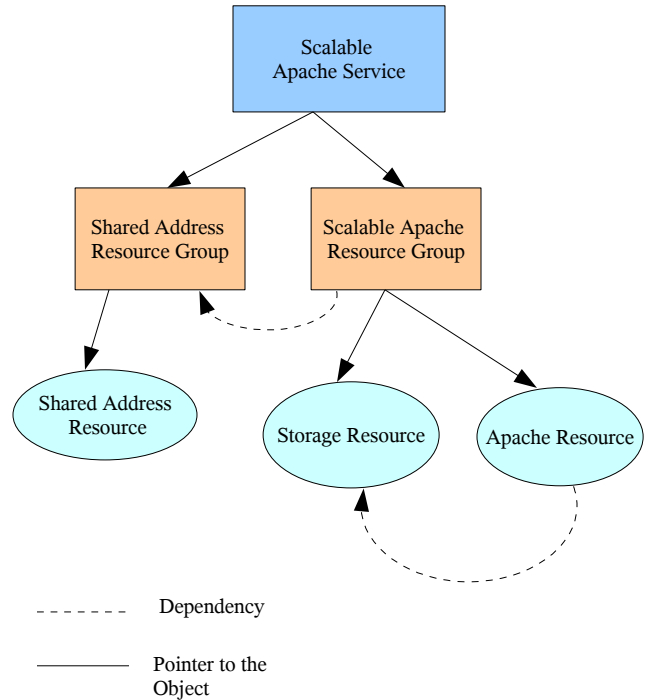 Scalable
Apache Service
Shared Address
Resource Group
Scalable Apache
Resource Group
Shared Address
Resource
Storage Resource
Apache Resource
Dependency
Pointer to the
Object